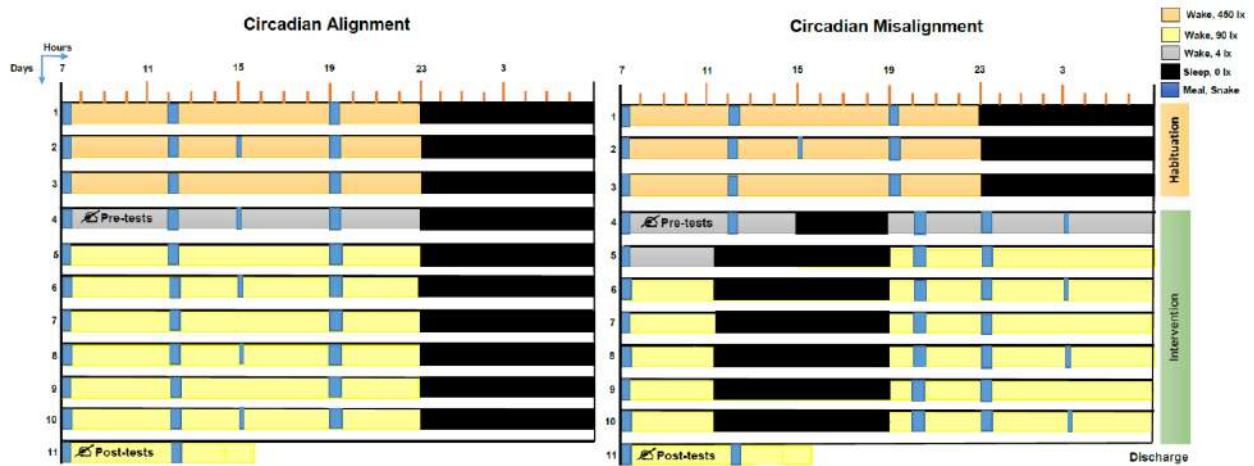 Circadian Alignment
Circadian Misalignment
Wake, 450 lx
Wake, 90 lx
Wake, 4 lx
Sleep, 0 lx
Meal, Snake
Hours
Days
7 11 15 19 23 3
7 11 15 19 23 3
1
2
3
4
Pre-tests
5
6
7
8
9
10
11
Post-tests
1
2
3
4
Pre-tests
5
6
7
8
9
10
11
Post-tests
Habituation
Intervention
Discharge